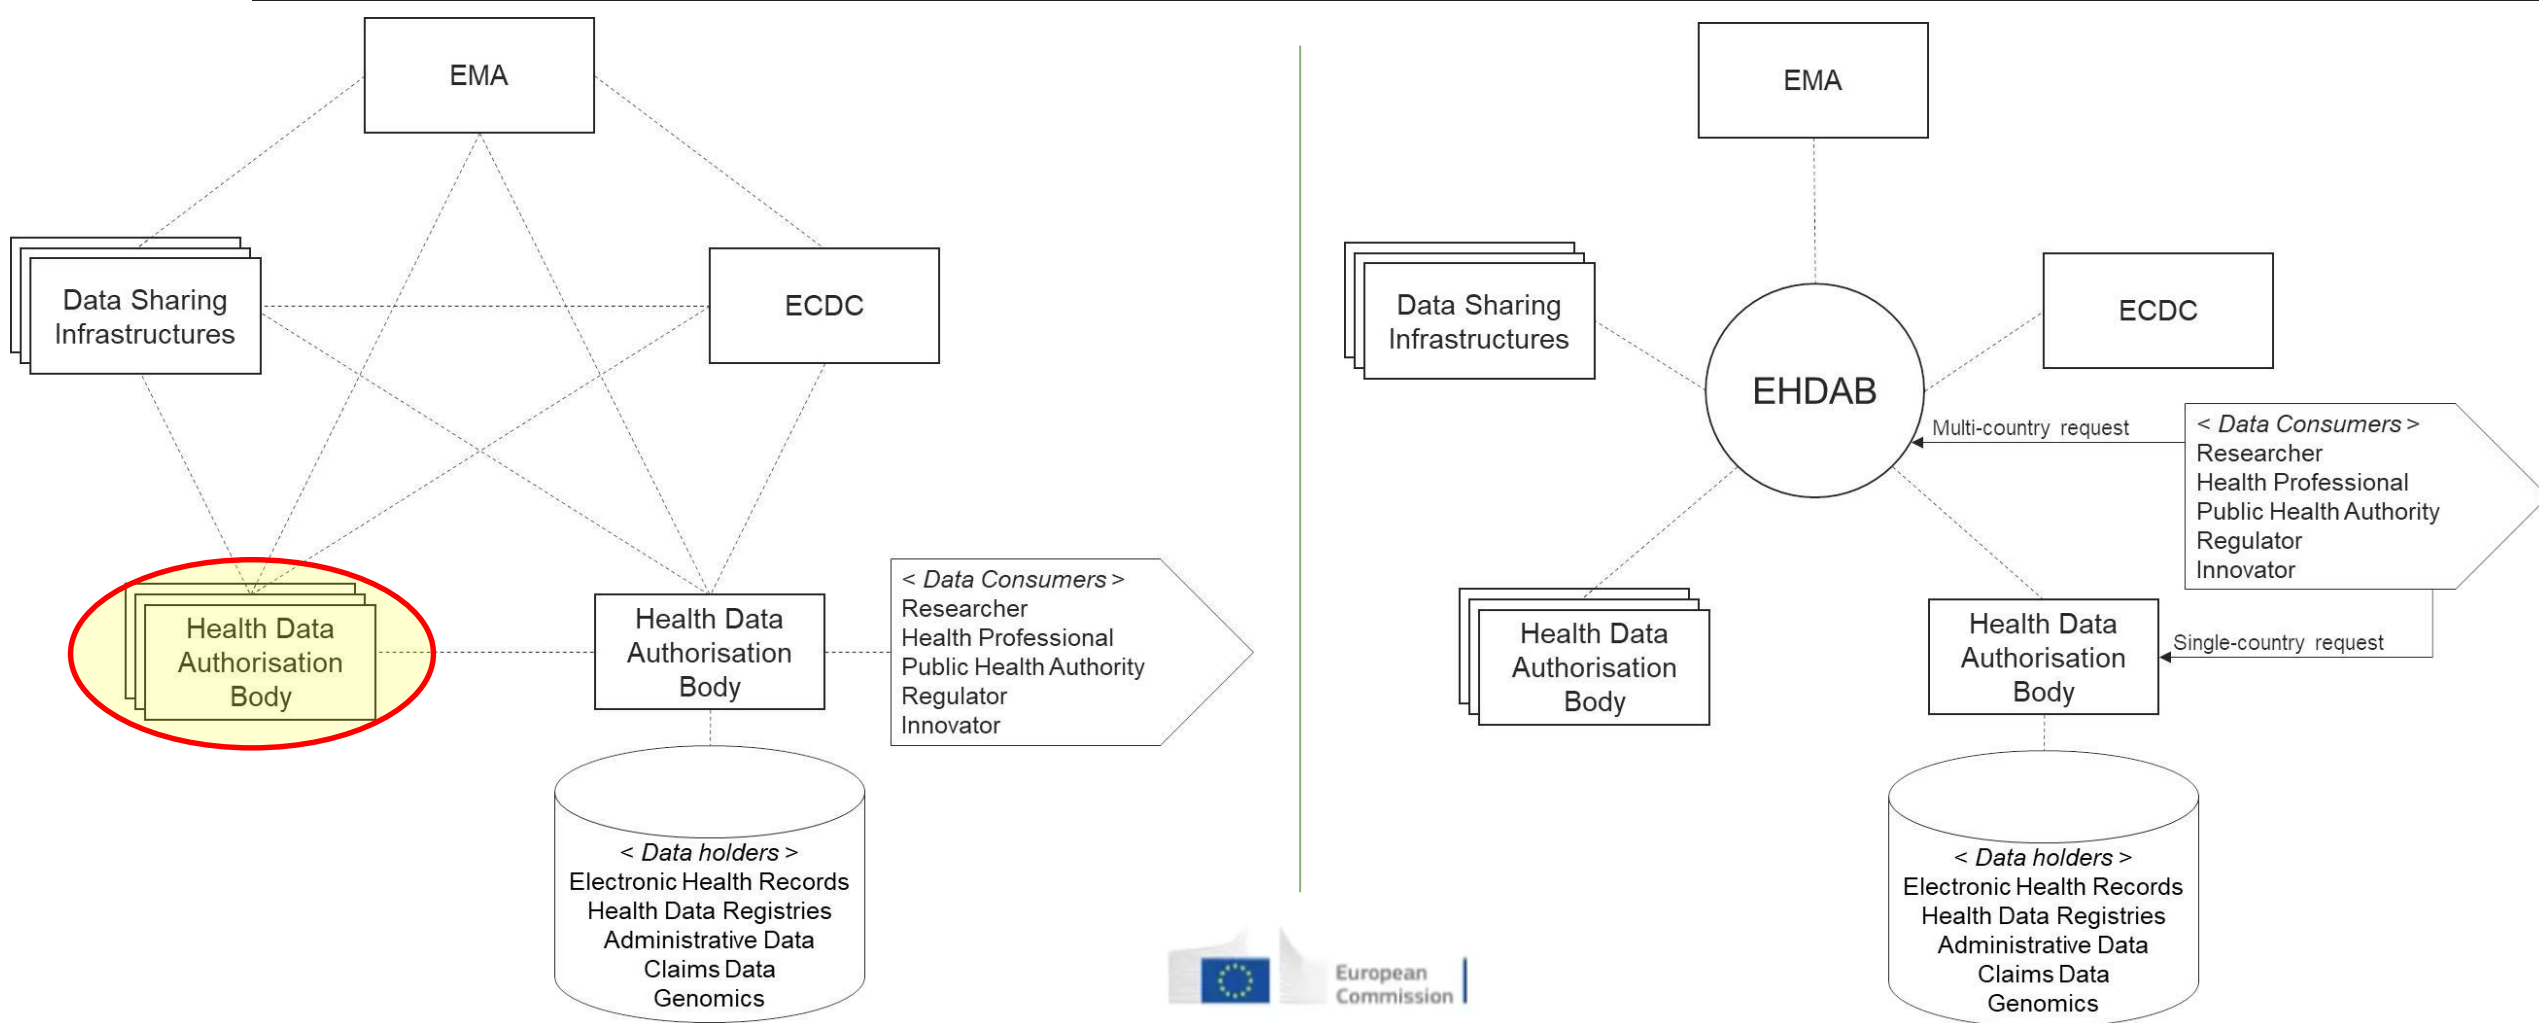 EMA
Data Sharing
Infrastructures
ECDC
Health Data
Authorisation
Body
Health Data
Authorisation
Body
< Data Consumers >
Researcher
Health Professional
Public Health Authority
Regulator
Innovator
< Data holders >
Electronic Health Records
Health Data Registries
Administrative Data
Claims Data
Genomics
EMA
Data Sharing
Infrastructures
ECDC
EHDAB
Multi-country request
< Data Consumers >
Researcher
Health Professional
Public Health Authority
Regulator
Innovator
Health Data
Authorisation
Body
Health Data
Authorisation
Body
Single-country request
< Data holders >
Electronic Health Records
Health Data Registries
Administrative Data
Claims Data
Genomics
European
Commission